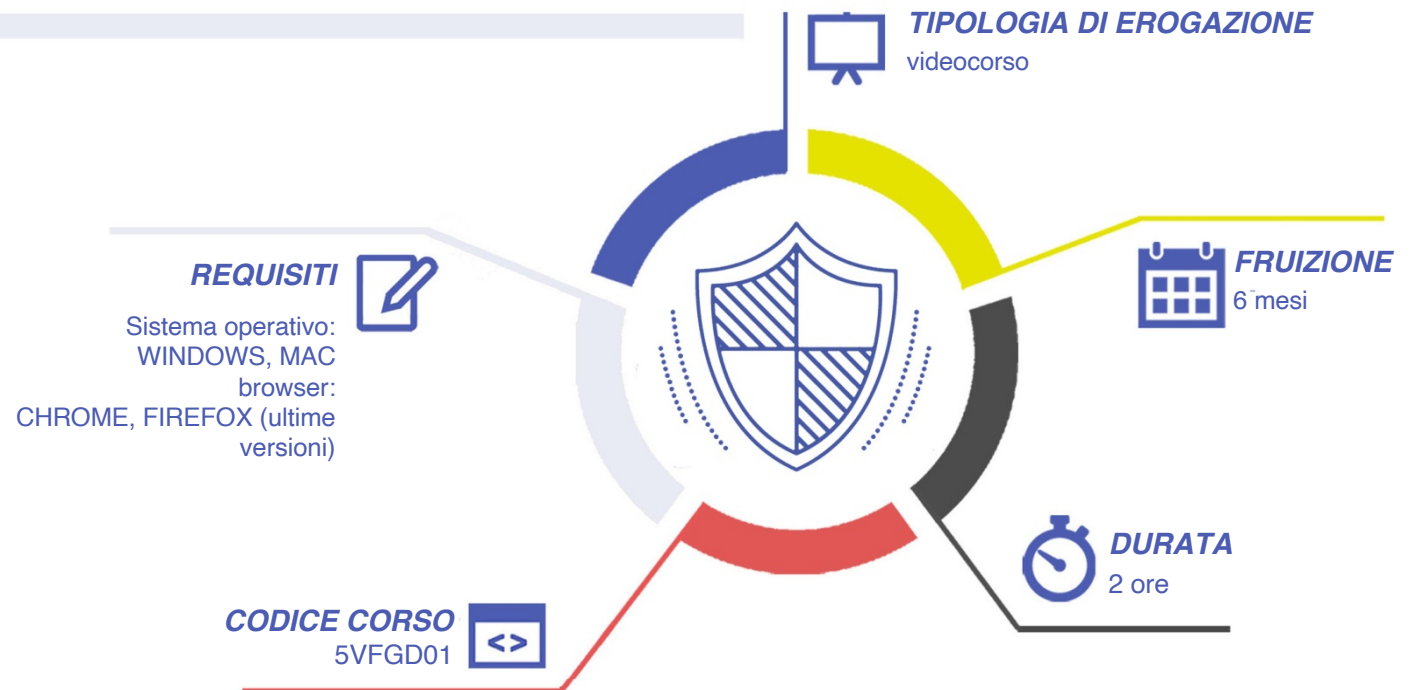 TIPOLOGIA DI EROGAZIONE
videocorso
REQUISITI
Sistema operativo:
WINDOWS, MAC
browser:
CHROME, FIREFOX (ultime
versioni)
FRUIZIONE
6 mesi
DURATA
2 ore
CODICE CORSO
5VFGD01